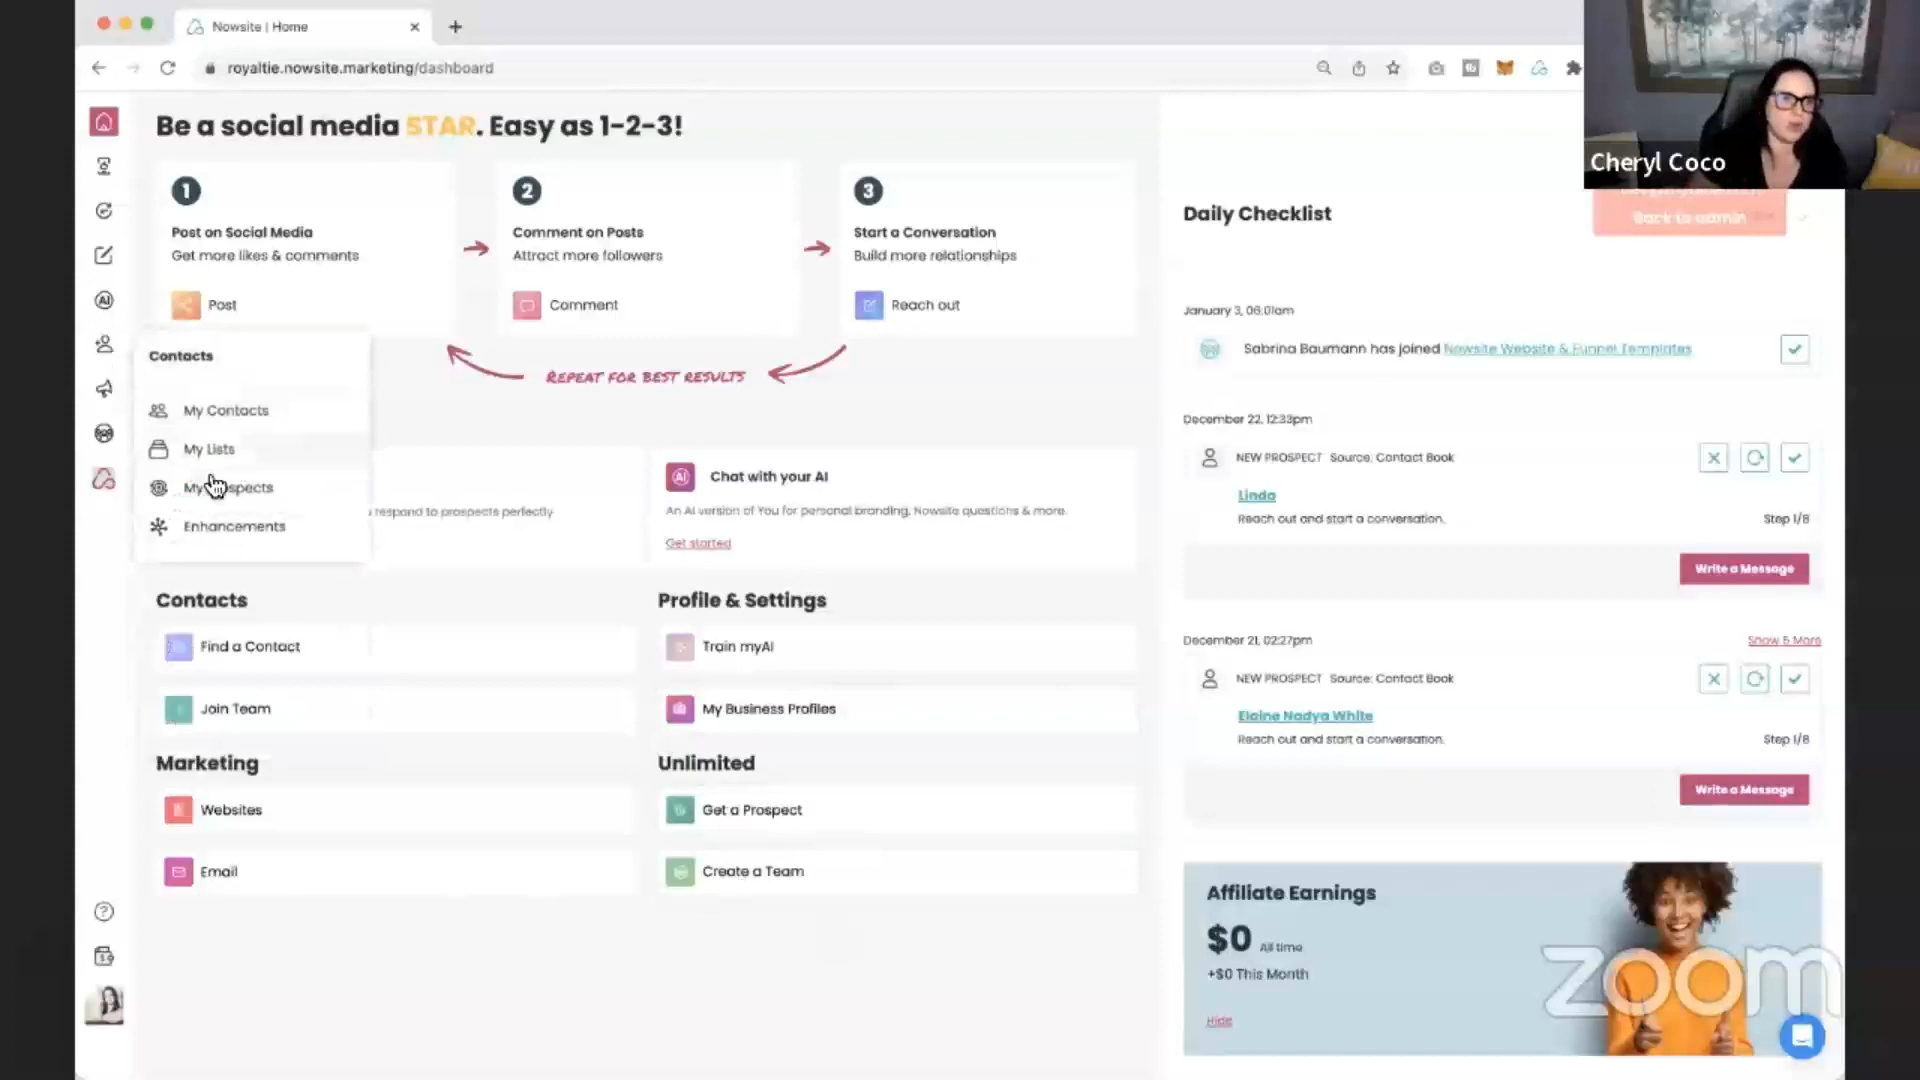 Nowsite | Home
royaltie.nowsite.marketing/dashboard
Cheryl Coco
Be a social media STAR. Easy as 1-2-3!
1
Post on Social Media
Get more likes & comments
Post
2
Comment on Posts
Attract more followers
Comment
3
Start a Conversation
Build more relationships
Reach out
REPEAT FOR BEST RESULTS
Contacts
My Contacts
My Lists
My spects
Enhancements
respond to prospects perfectly
AI
AI
Chat with your AI
An AI version of You for personal branding, Nowsite questions & more.
Get started
Contacts
Find a Contact
Join Team
Profile & Settings
Train myAI
My Business Profiles
Marketing
Websites
Email
Unlimited
Get a Prospect
Create a Team
Back to admin
Daily Checklist
January 3, 06:01am
Sabrina Baumann has joined Nowsite Website & Funnel Templates
December 22, 12:33pm
NEW PROSPECT Source: Contact Book
Linda
Reach out and start a conversation.
Step 1/8
Write a Message
December 21, 02:27pm
Show 5 More
NEW PROSPECT Source: Contact Book
Elaine Nadya White
Reach out and start a conversation.
Step 1/8
Write a Message
Affiliate Earnings
$0 All time
+$0 This Month
Hide
zoom